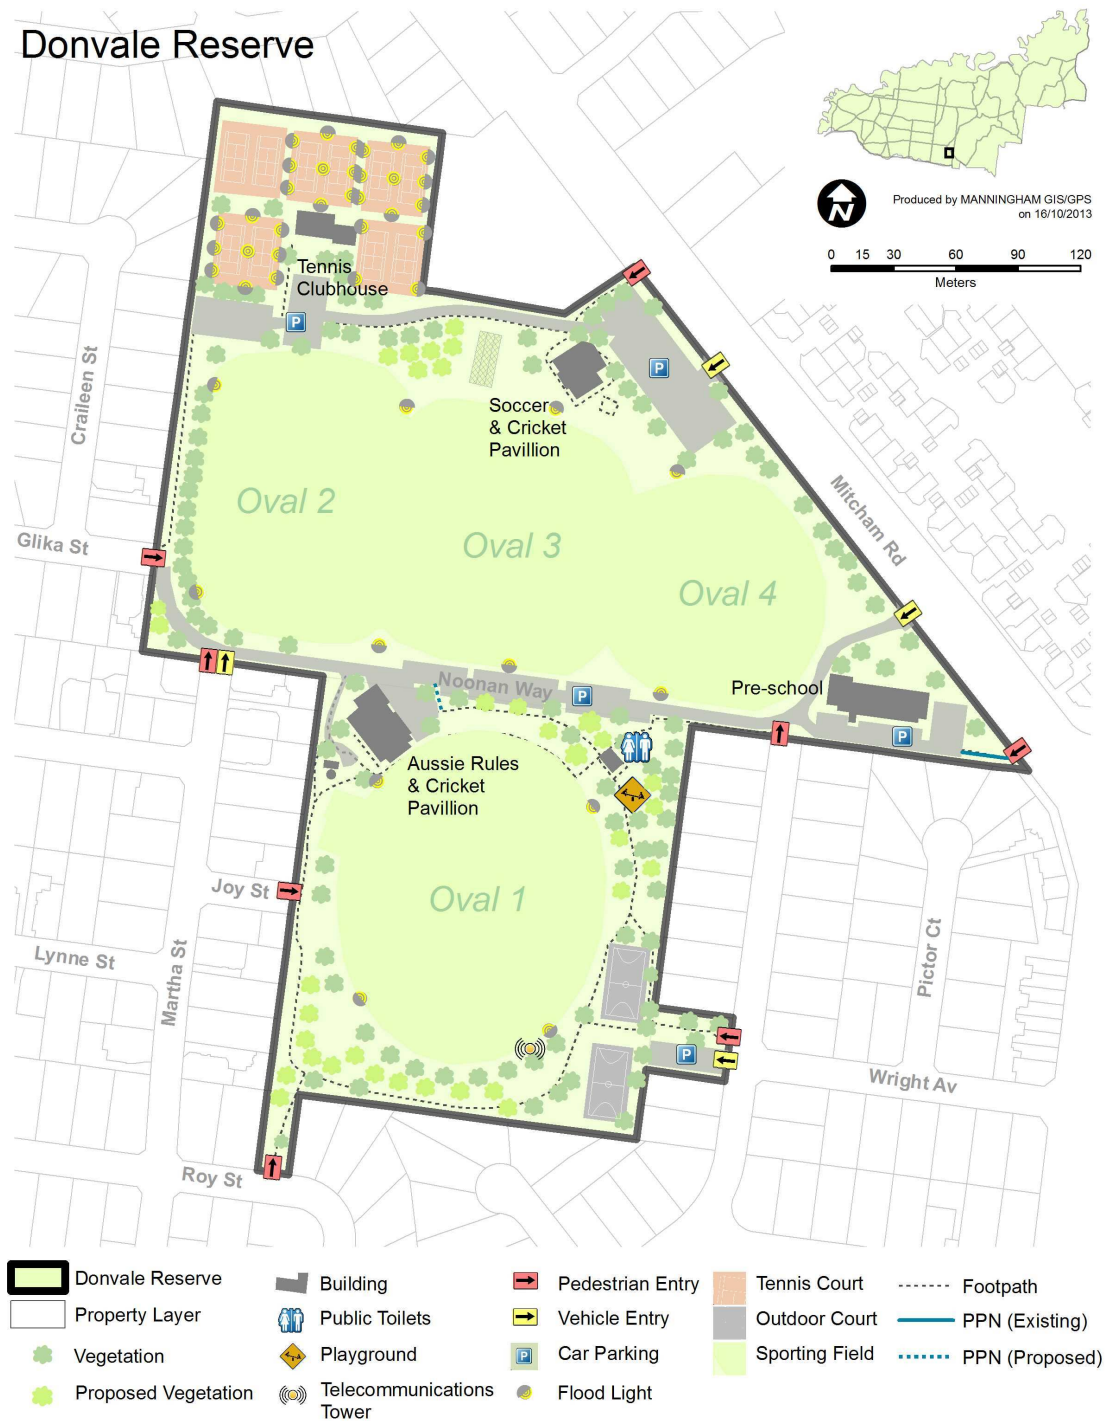 Donvale Reserve
Produced by MANNINGHAM GIS/GPS
on 16/10/2013
N
0 15 30 60 90 120
Meters
Tennis
Clubhouse
P
P
Craileen St
Soccer
& Cricket
Pavillion
Oval 2
Oval 3
Oval 4
Mitcham Rd
Glika St
Noonan Way
P
Pre-school
P
Aussie Rules
& Cricket
Pavillion
Joy St
Oval 1
Lynne St
Martha St
Pictor Ct
P
Wright Av
Roy St
Donvale Reserve
Property Layer
Vegetation
Proposed Vegetation
Building
Public Toilets
Playground
Telecommunications
Tower
Pedestrian Entry
Vehicle Entry
P
Car Parking
Flood Light
Tennis Court
Outdoor Court
Sporting Field
Footpath
PPN (Existing)
PPN (Proposed)